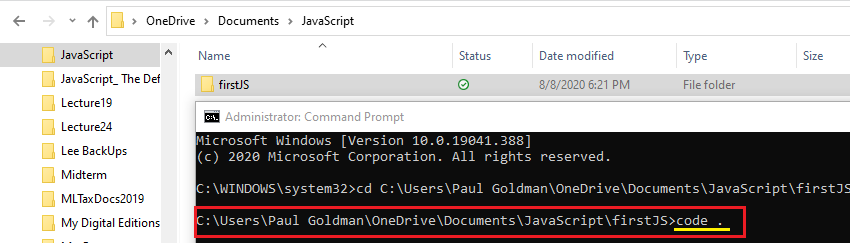 OneDrive > Documents > JavaScript
Name Status Date modified Type Size
JavaScript
JavaScript_ The Def
Lecture19
Lecture24
Lee BackUps
Midterm
MLTaxDocs2019
My Digital Editions
firstJS 8/8/2020 6:21 PM File folder
Administrator: Command Prompt
Microsoft Windows [Version 10.0.19041.388]
(c) 2020 Microsoft Corporation. All rights reserved.
C:\WINDOWS\system32>cd C:\Users\Paul Goldman\OneDrive\Documents\JavaScript\firstJS
C:\Users\Paul Goldman\OneDrive\Documents\JavaScript\firstJS>code .